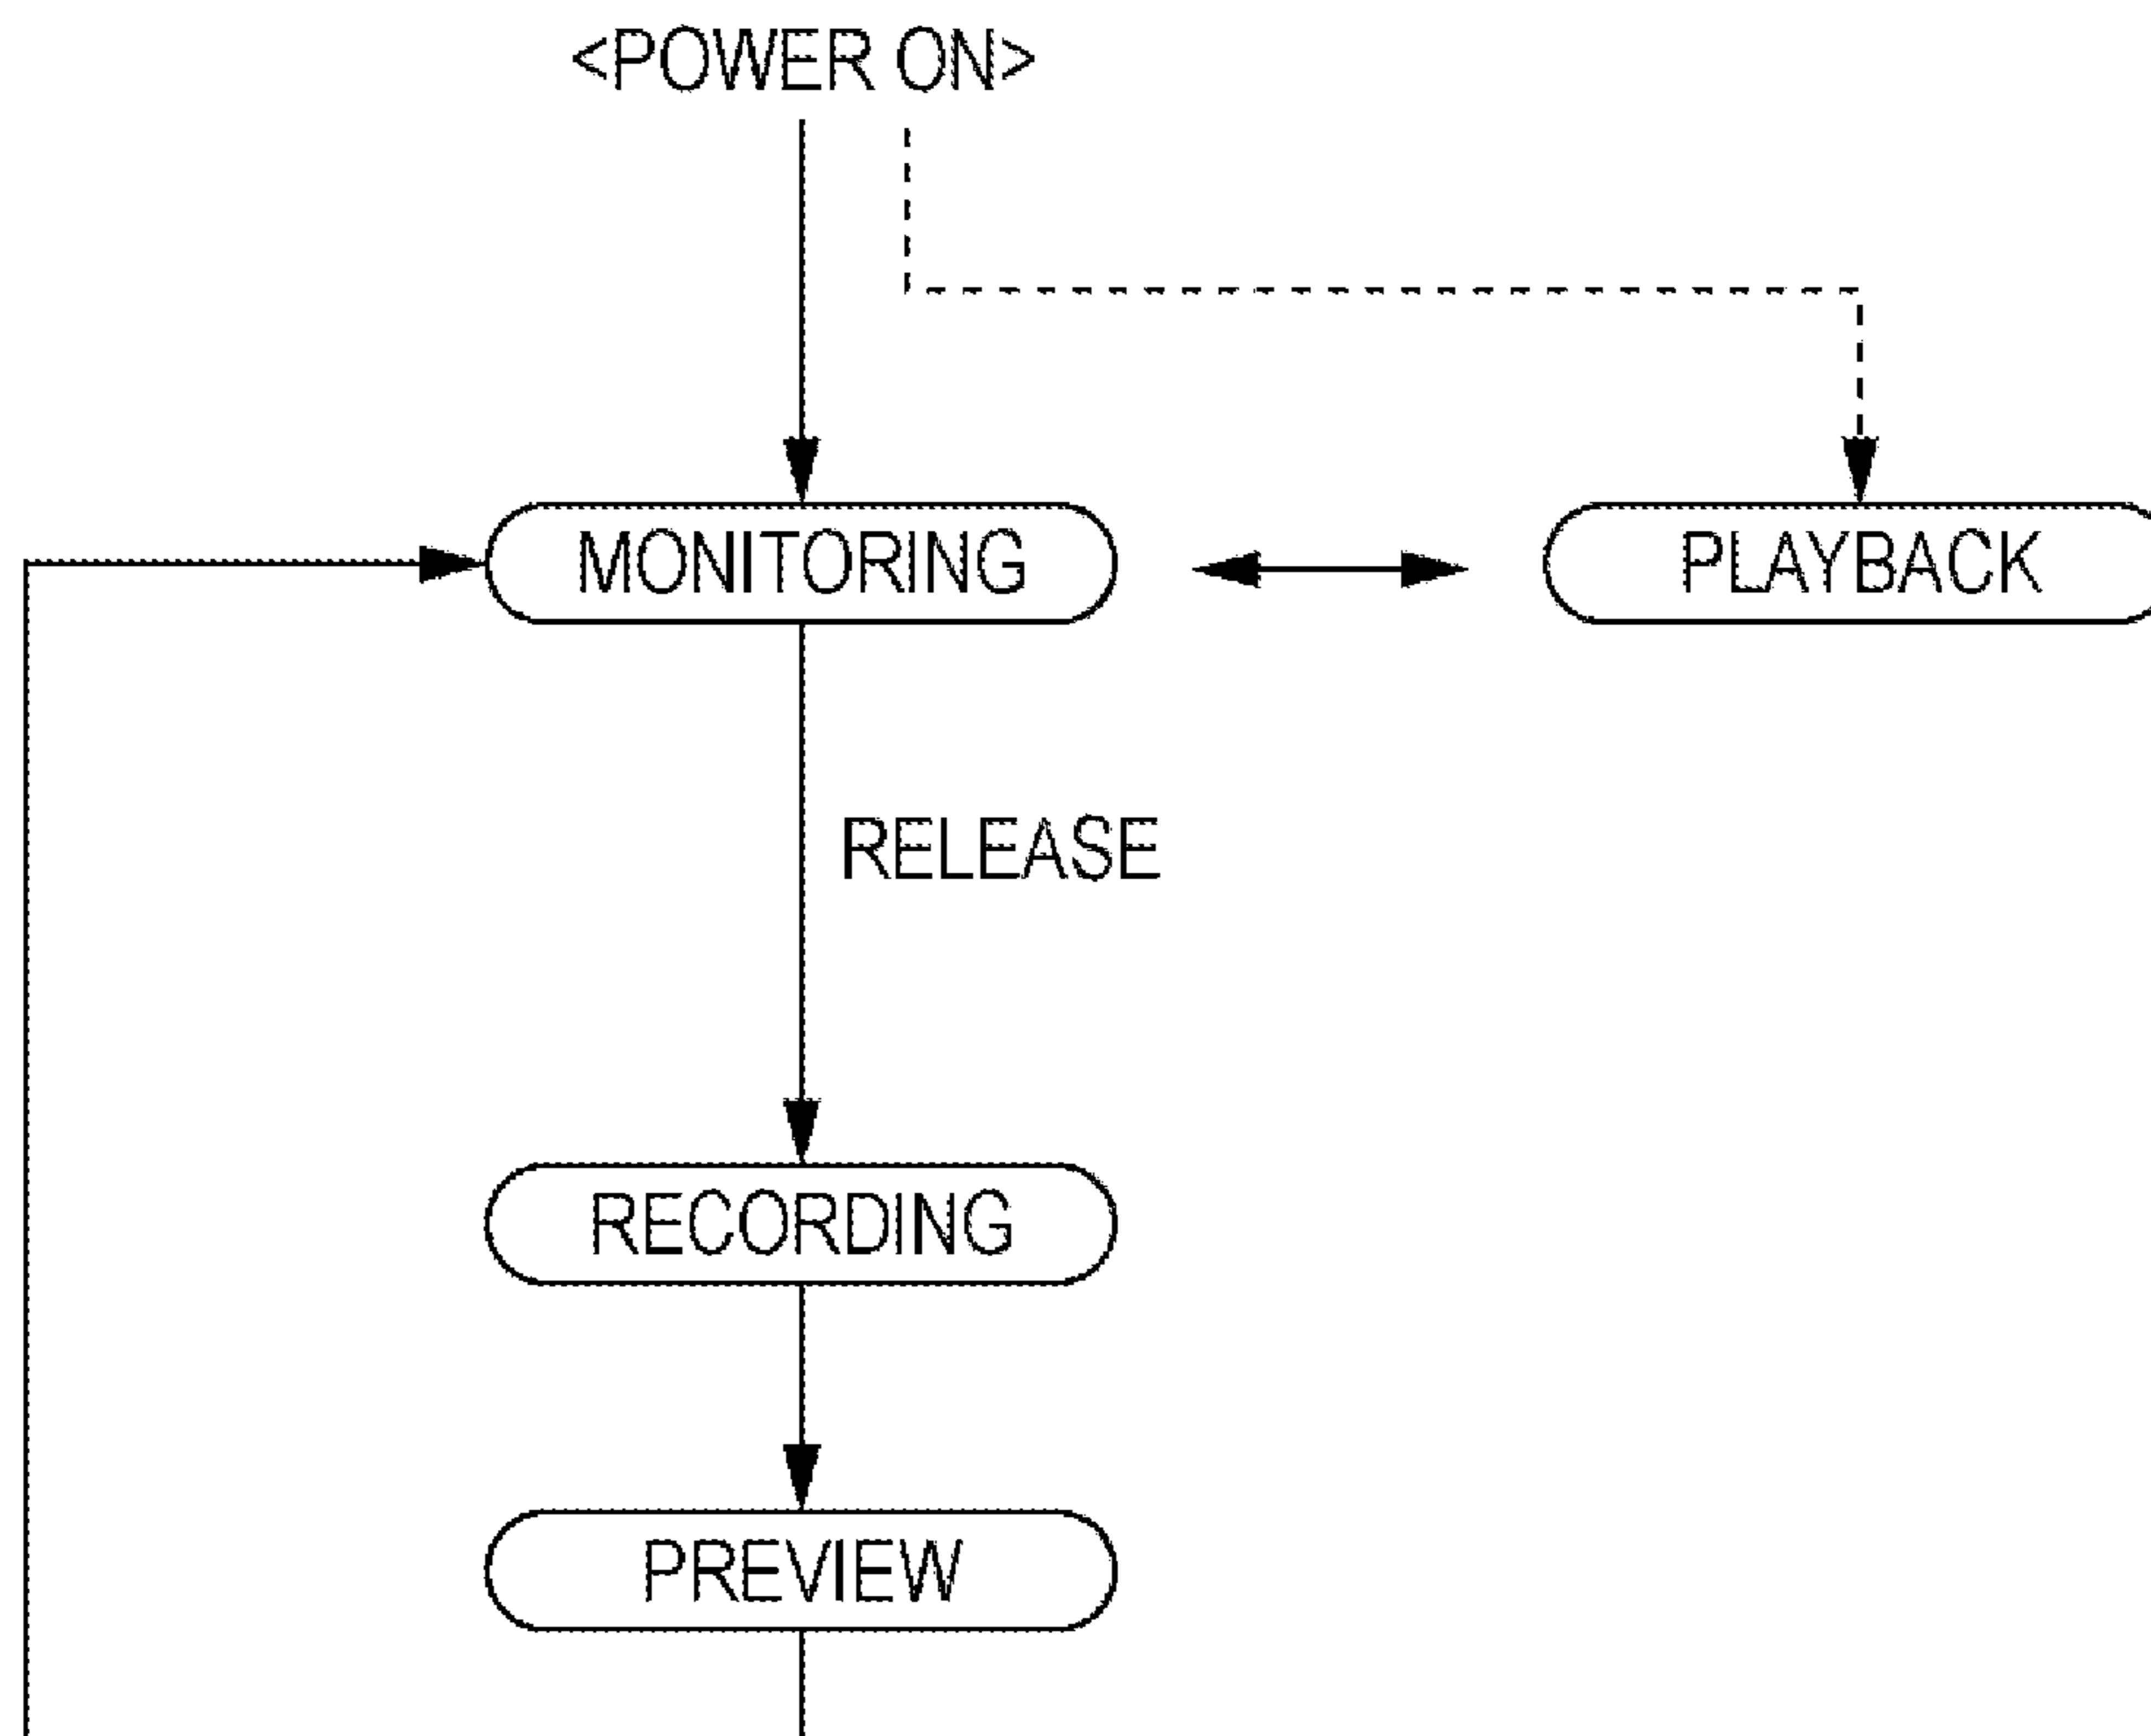 <POWER ON>
MONITORING
PLAYBACK
RELEASE
RECORDING
PREVIEW